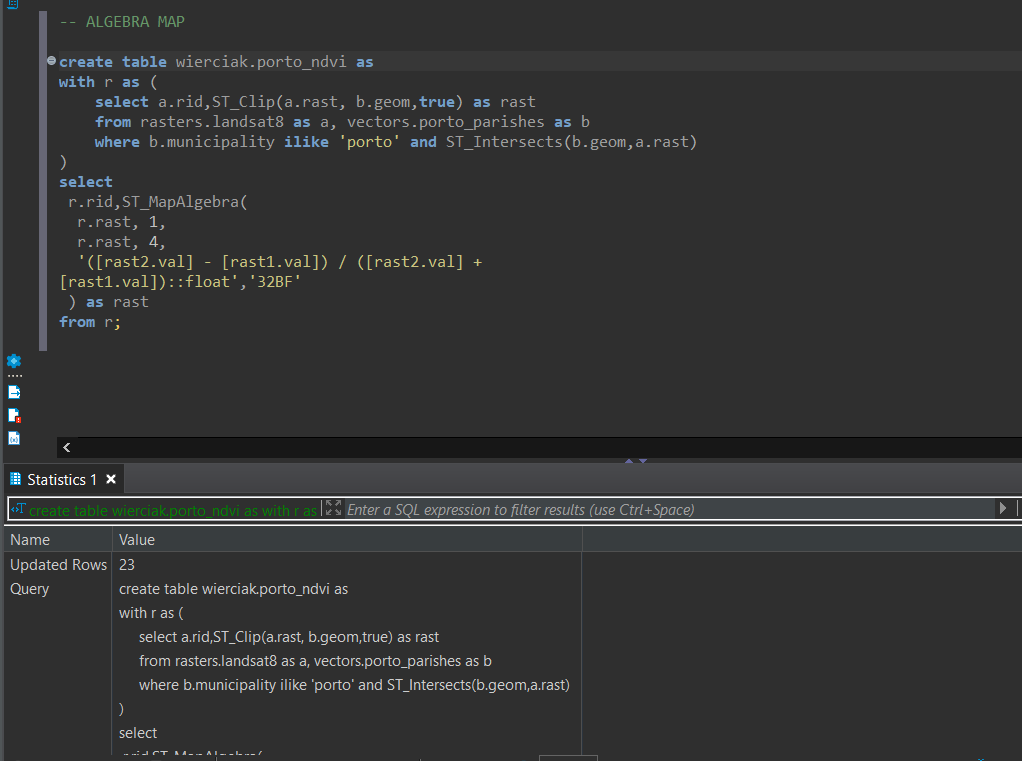 -- ALGEBRA MAP
create table wierciak.porto_ndvi as
with r as (
select a.rid,ST_Clip(a.rast, b.geom,true) as rast
from rasters.landsat8 as a, vectors.porto_parishes as b
where b.municipality ilike 'porto' and ST_Intersects(b.geom,a.rast)
)
select
r.rid,ST_MapAlgebra(
r.rast, 1,
r.rast, 4,
'([rast2.val] - [rast1.val]) / ([rast2.val] +
[rast1.val])::float','32BF'
) as rast
from r;
Statistics 1
create table wierciak.porto_ndvi as with r as Enter a SQL expression to filter results (use Ctrl+Space)
Name Value
Updated Rows 23
Query create table wierciak.porto_ndvi as
with r as (
select a.rid,ST_Clip(a.rast, b.geom,true) as rast
from rasters.landsat8 as a, vectors.porto_parishes as b
where b.municipality ilike 'porto' and ST_Intersects(b.geom,a.rast)
)
select
r.rid,ST_MapAlgebra(